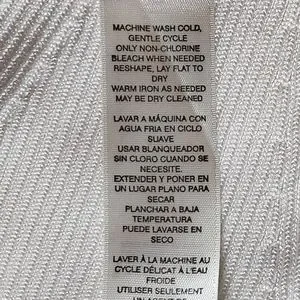 MACHINE WASH COLD,
GENTLE CYCLE
ONLY NON-CHLORINE
BLEACH WHEN NEEDED
RESHAPE, LAY FLAT TO
DRY
WARM IRON AS NEEDED
MAY BE DRY CLEANED
LAVAR A MÁQUINA CON
AGUA FRIA EN CICLO
SUAVE
USAR BLANQUEADOR
SIN CLORO CUANDO SE
NECESITE.
EXTENDER Y PONER EN
UN LUGAR PLANO PARA
SECAR
PLANCHAR A BAJA
TEMPERATURA
PUEDE LAVARSE EN
SECO
LAVER À LA MACHINE AU
CYCLE DÉLICAT À L'EAU
FROIDE
UTILISER SEULEMENT
UN AGENT DE